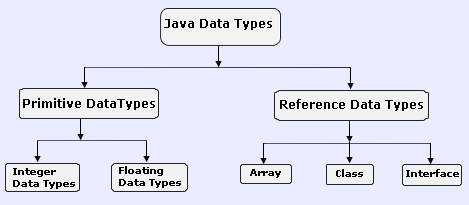 Java Data Types
Primitive DataTypes
Reference Data Types
Integer
Data Types
Floating
Data Types
Array
Class
Interface